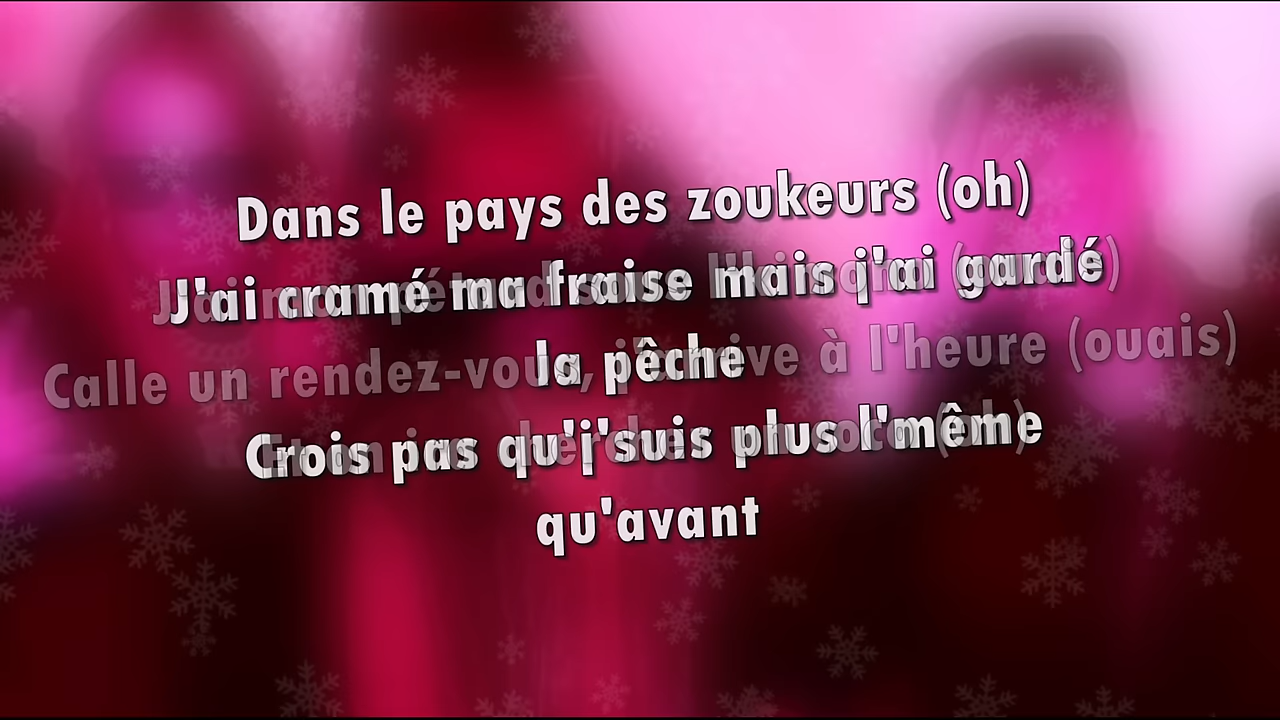 Dans le pays des zoukeurs (oh)
J'ai cramé ma fraise mais j'ai gardé
Calle un rendez-vous, j'arrive à l'heure (ouais)
la pêche
Crois pas qu'j'suis plus l'même
qu'avant